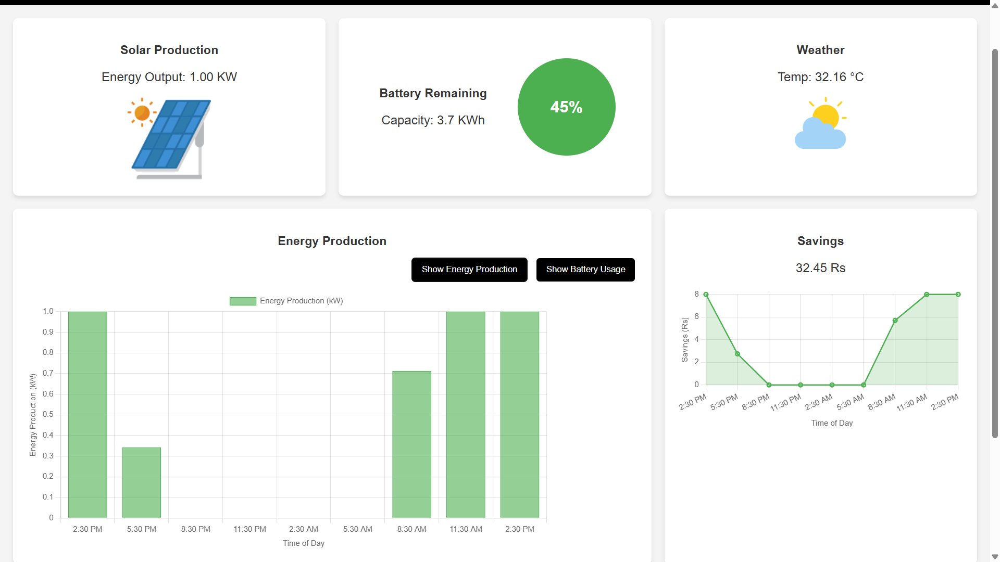 Solar Production
Energy Output: 1.00 KW
Battery Remaining
Capacity: 3.7 KWh
45%
Weather
Temp: 32.16 °C
Energy Production
Show Energy Production
Show Battery Usage
Energy Production (kW)
Energy Production (kW)
1.0
0.9
0.8
0.7
0.6
0.5
0.4
0.3
0.2
0.1
0
2:30 PM
5:30 PM
8:30 PM
11:30 PM
2:30 AM
5:30 AM
8:30 AM
11:30 AM
2:30 PM
Time of Day
Savings
32.45 Rs
Savings (Rs)
8
6
4
2
0
2:30 PM
5:30 PM
8:30 PM
11:30 PM
2:30 AM
5:30 AM
8:30 AM
11:30 AM
2:30 PM
Time of Day